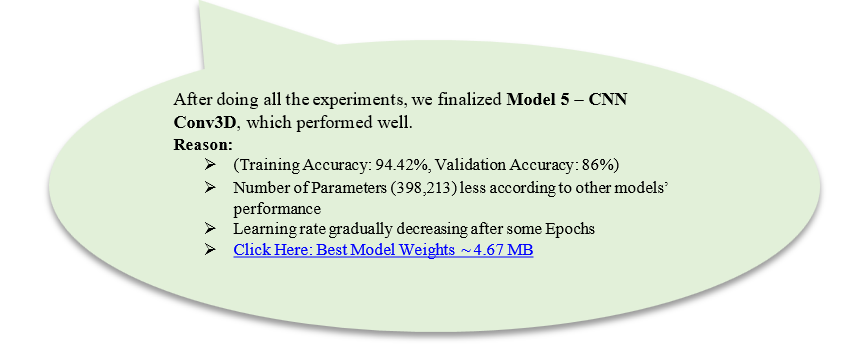 After doing all the experiments, we finalized Model 5 – CNN
Conv3D, which performed well.
Reason:
➢ (Training Accuracy: 94.42%, Validation Accuracy: 86%)
➢ Number of Parameters (398,213) less according to other models’
performance
➢ Learning rate gradually decreasing after some Epochs
➢ Click Here: Best Model Weights ~ 4.67 MB